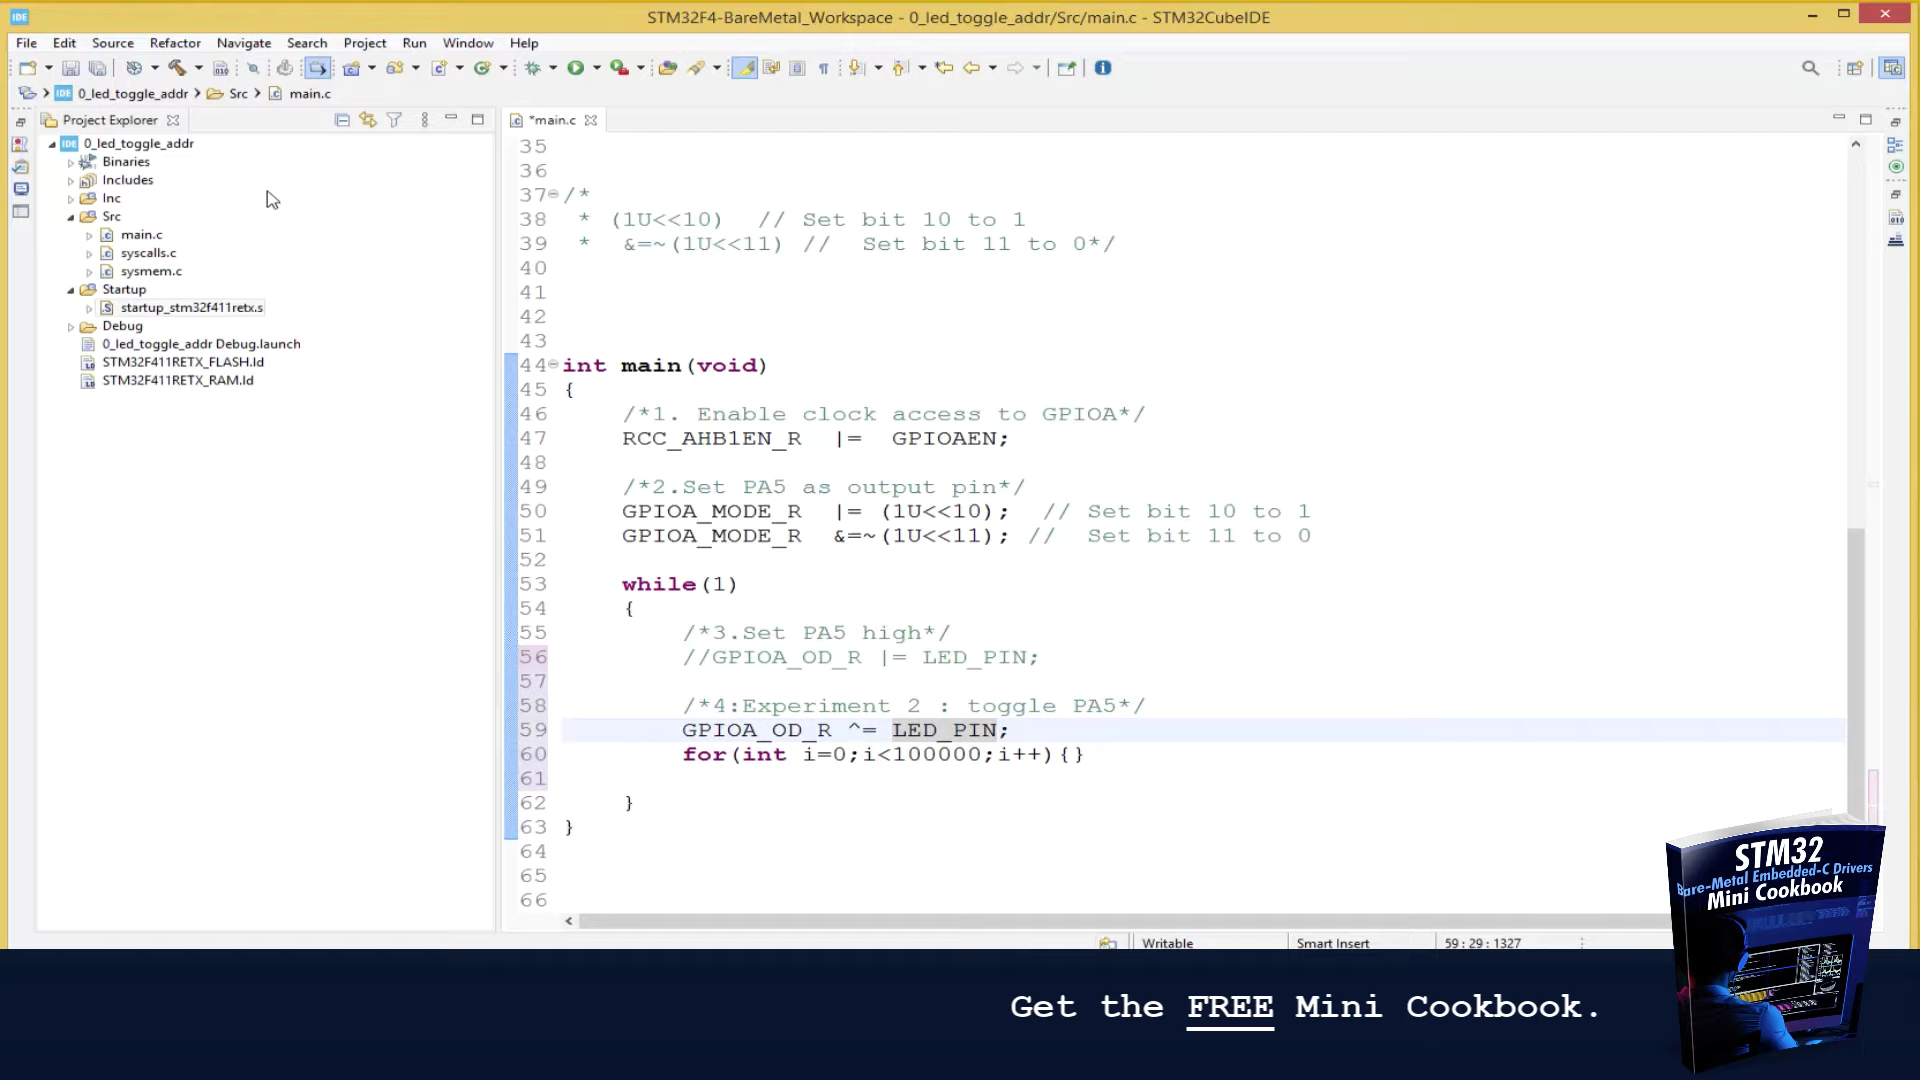 IDE
STM32F4-BareMetal_Workspace - 0_led_toggle_addr/Src/main.c - STM32CubeIDE
File Edit Source Refactor Navigate Search Project Run Window Help
IDE 0_led_toggle_addr Src main.c
Project Explorer
*main.c
IDE 0_led_toggle_addr
Binaries
Includes
Inc
Src
main.c
syscalls.c
sysmem.c
Startup
startup_stm32f411retx.s
Debug
0_led_toggle_addr Debug.launch
STM32F411RETX_FLASH.ld
STM32F411RETX_RAM.ld
35
36
37 /*
38 * (1U<<10) // Set bit 10 to 1
39 * &=~(1U<<11) // Set bit 11 to 0*/
40
41
42
43
44 int main(void)
45 {
46 /*1. Enable clock access to GPIOA*/
47 RCC_AHB1EN_R |= GPIOAEN;
48
49 /*2.Set PA5 as output pin*/
50 GPIOA_MODE_R |= (1U<<10); // Set bit 10 to 1
51 GPIOA_MODE_R &=~(1U<<11); // Set bit 11 to 0
52
53 while(1)
54 {
55 /*3.Set PA5 high*/
56 //GPIOA_OD_R |= LED_PIN;
57
58 /*4:Experiment 2 : toggle PA5*/
59 GPIOA_OD_R ^= LED_PIN;
60 for(int i=0;i<100000;i++){}
61
62 }
63 }
64
65
66
Writable Smart Insert 59 : 29 : 1327
STM32
Bare-Metal Embedded-C Drivers
Mini Cookbook
Get the FREE Mini Cookbook.